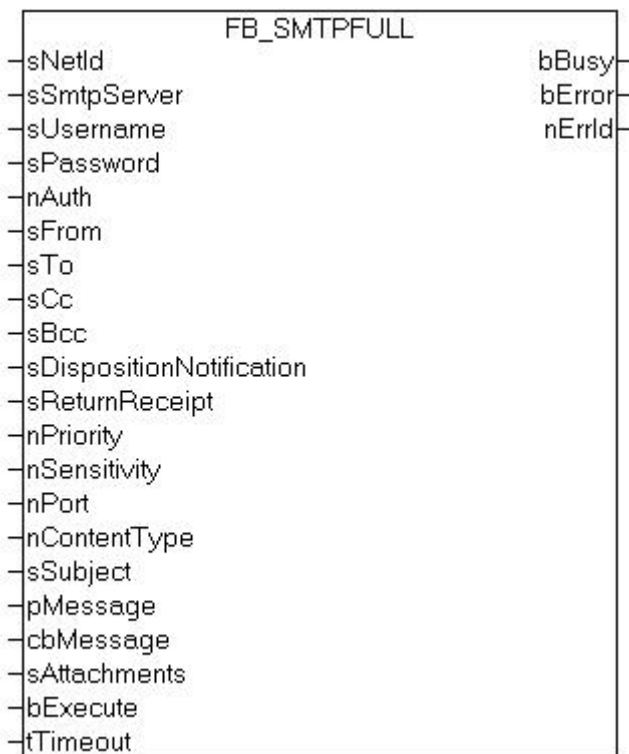 FB_SMTPFULL
sNetId bBusy
sSmtpServer bError
sUsername nErrId
sPassword
nAuth
sFrom
sTo
sCc
sBcc
sDispositionNotification
sReturnReceipt
nPriority
nSensitivity
nPort
nContentType
sSubject
pMessage
cbMessage
sAttachments
bExecute
tTimeout